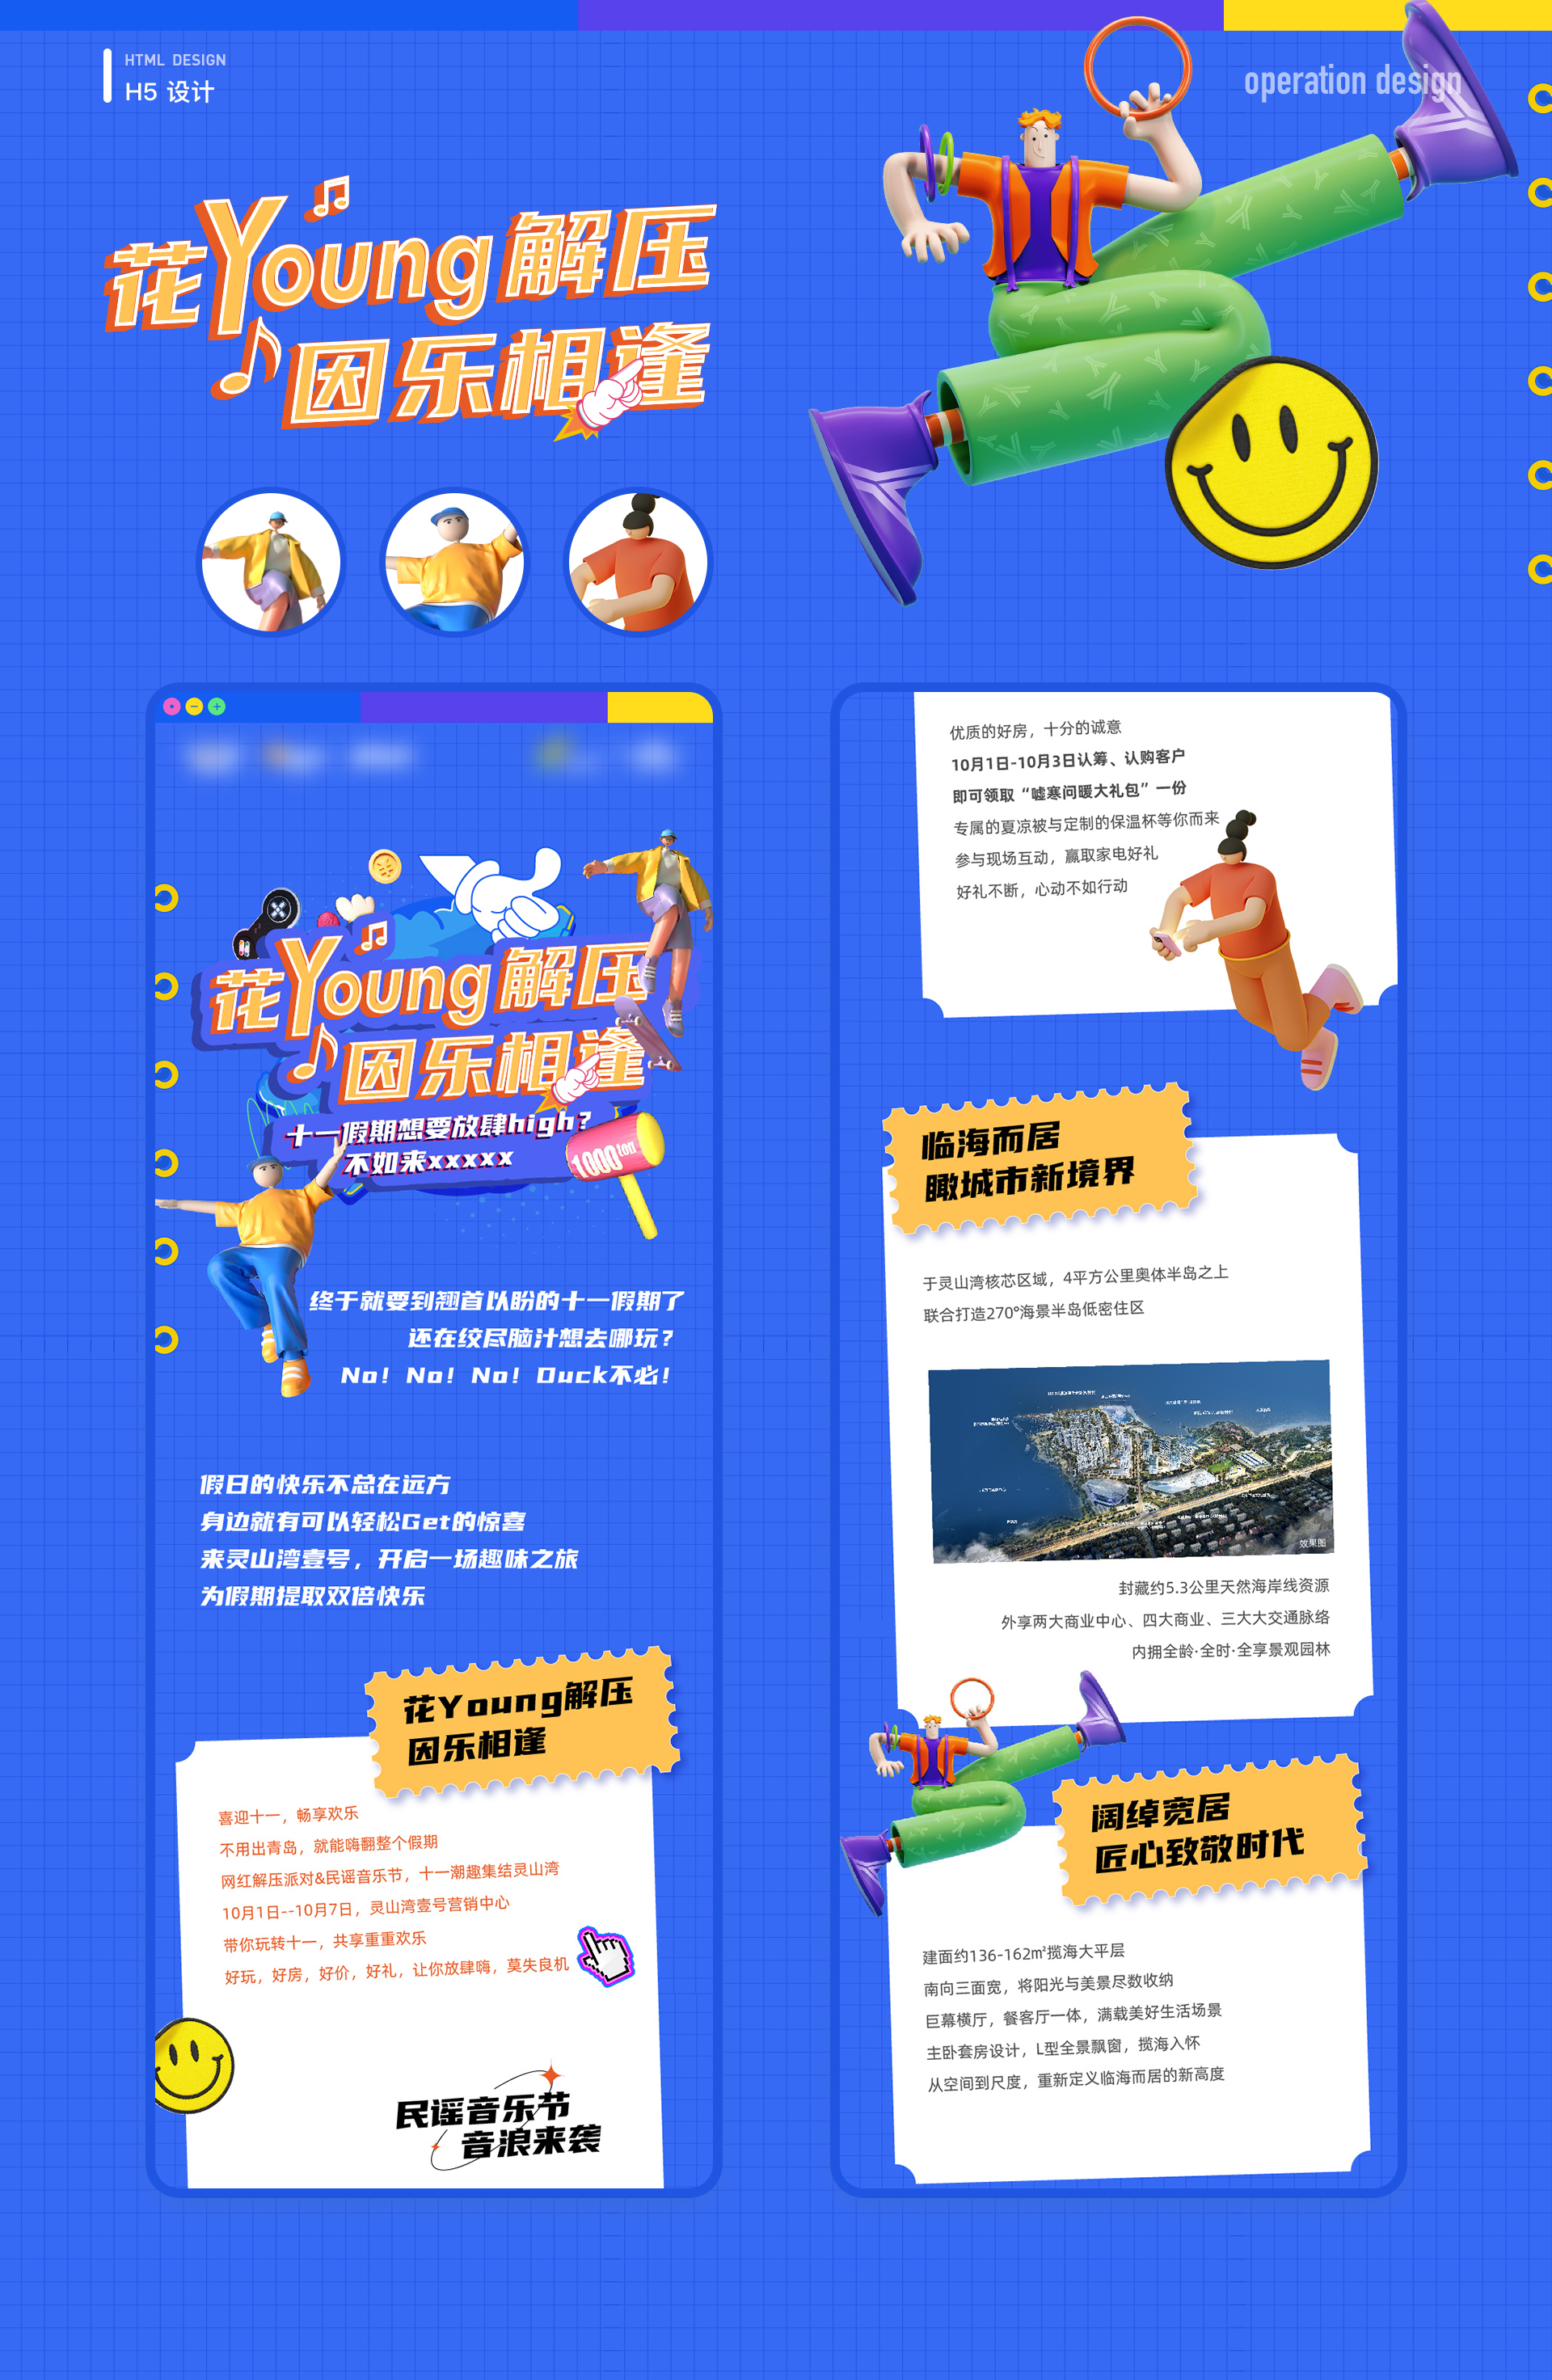 HTML DESIGN
H5 设计
operation design
花Young解压
因乐相逢
花Young解压
因乐相逢
十一假期想要放肆high?
不如来xxxxx
1000ton
终于就要到翘首以盼的十一假期了
还在绞尽脑汁想去哪玩?
No! No! No! Duck不必!
假日的快乐不总在远方
身边就有可以轻松Get的惊喜
来灵山湾壹号，开启一场趣味之旅
为假期提取双倍快乐
花Young解压
因乐相逢
喜迎十一，畅享欢乐
不用出青岛，就能嗨翻整个假期
网红解压派对&民谣音乐节，十一潮趣集结灵山湾
10月1日--10月7日，灵山湾壹号营销中心
带你玩转十一，共享重重欢乐
好玩，好房，好价，好礼，让你放肆嗨，莫失良机
民谣音乐节
音浪来袭
优质的好房，十分的诚意
10月1日-10月3日认筹、认购客户
即可领取“嘘寒问暖大礼包”一份
专属的夏凉被与定制的保温杯等你而来
参与现场互动，赢取家电好礼
好礼不断，心动不如行动
临海而居
瞰城市新境界
于灵山湾核芯区域，4平方公里奥体半岛之上
联合打造270°海景半岛低密住区
效果图
封藏约5.3公里天然海岸线资源
外享两大商业中心、四大商业、三大大交通脉络
内拥全龄·全时·全享景观园林
阔绰宽居
匠心致敬时代
建面约136-162㎡揽海大平层
南向三面宽，将阳光与美景尽数收纳
巨幕横厅，餐客厅一体，满载美好生活场景
主卧套房设计，L型全景飘窗，揽海入怀
从空间到尺度，重新定义临海而居的新高度